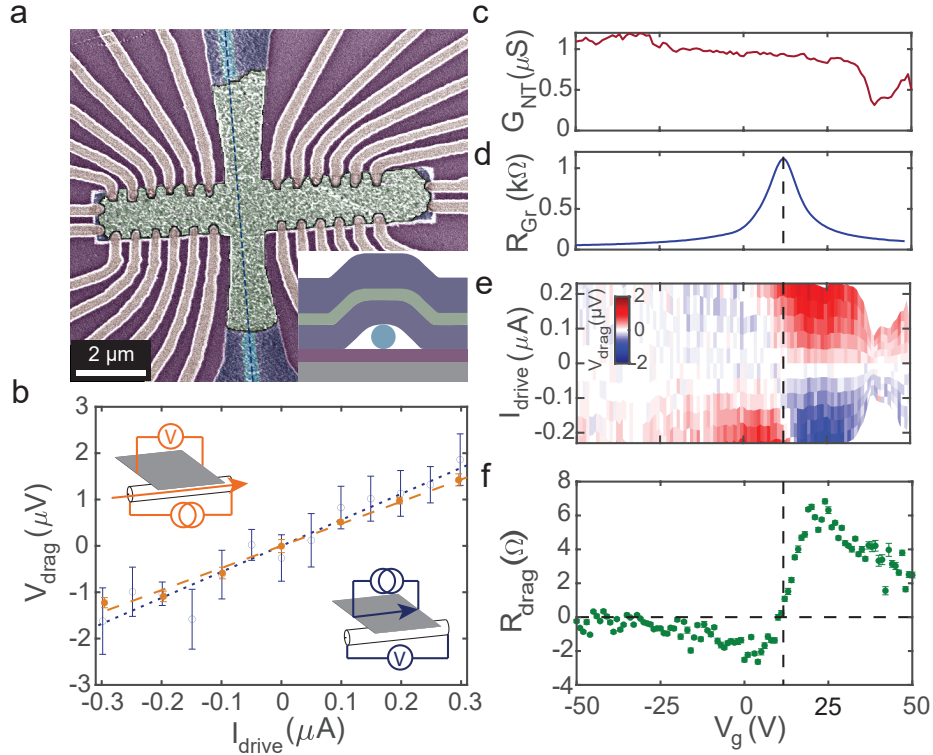 a
2 μm
b
V_drag (μV)
3
2
1
0
-1
-2
-3
V
V
-0.3
-0.2
-0.1
0
0.1
0.2
0.3
I_drive (μA)
c
G_NT (μS)
1
0.5
0
d
R_Gr (kΩ)
1
0.5
0
e
I_drive (μA)
0.2
0.1
0
-0.1
-0.2
V_drag (μV)
2
0
-2
f
R_drag (Ω)
8
4
0
-2
-4
-50
-25
0
25
50
V_g (V)